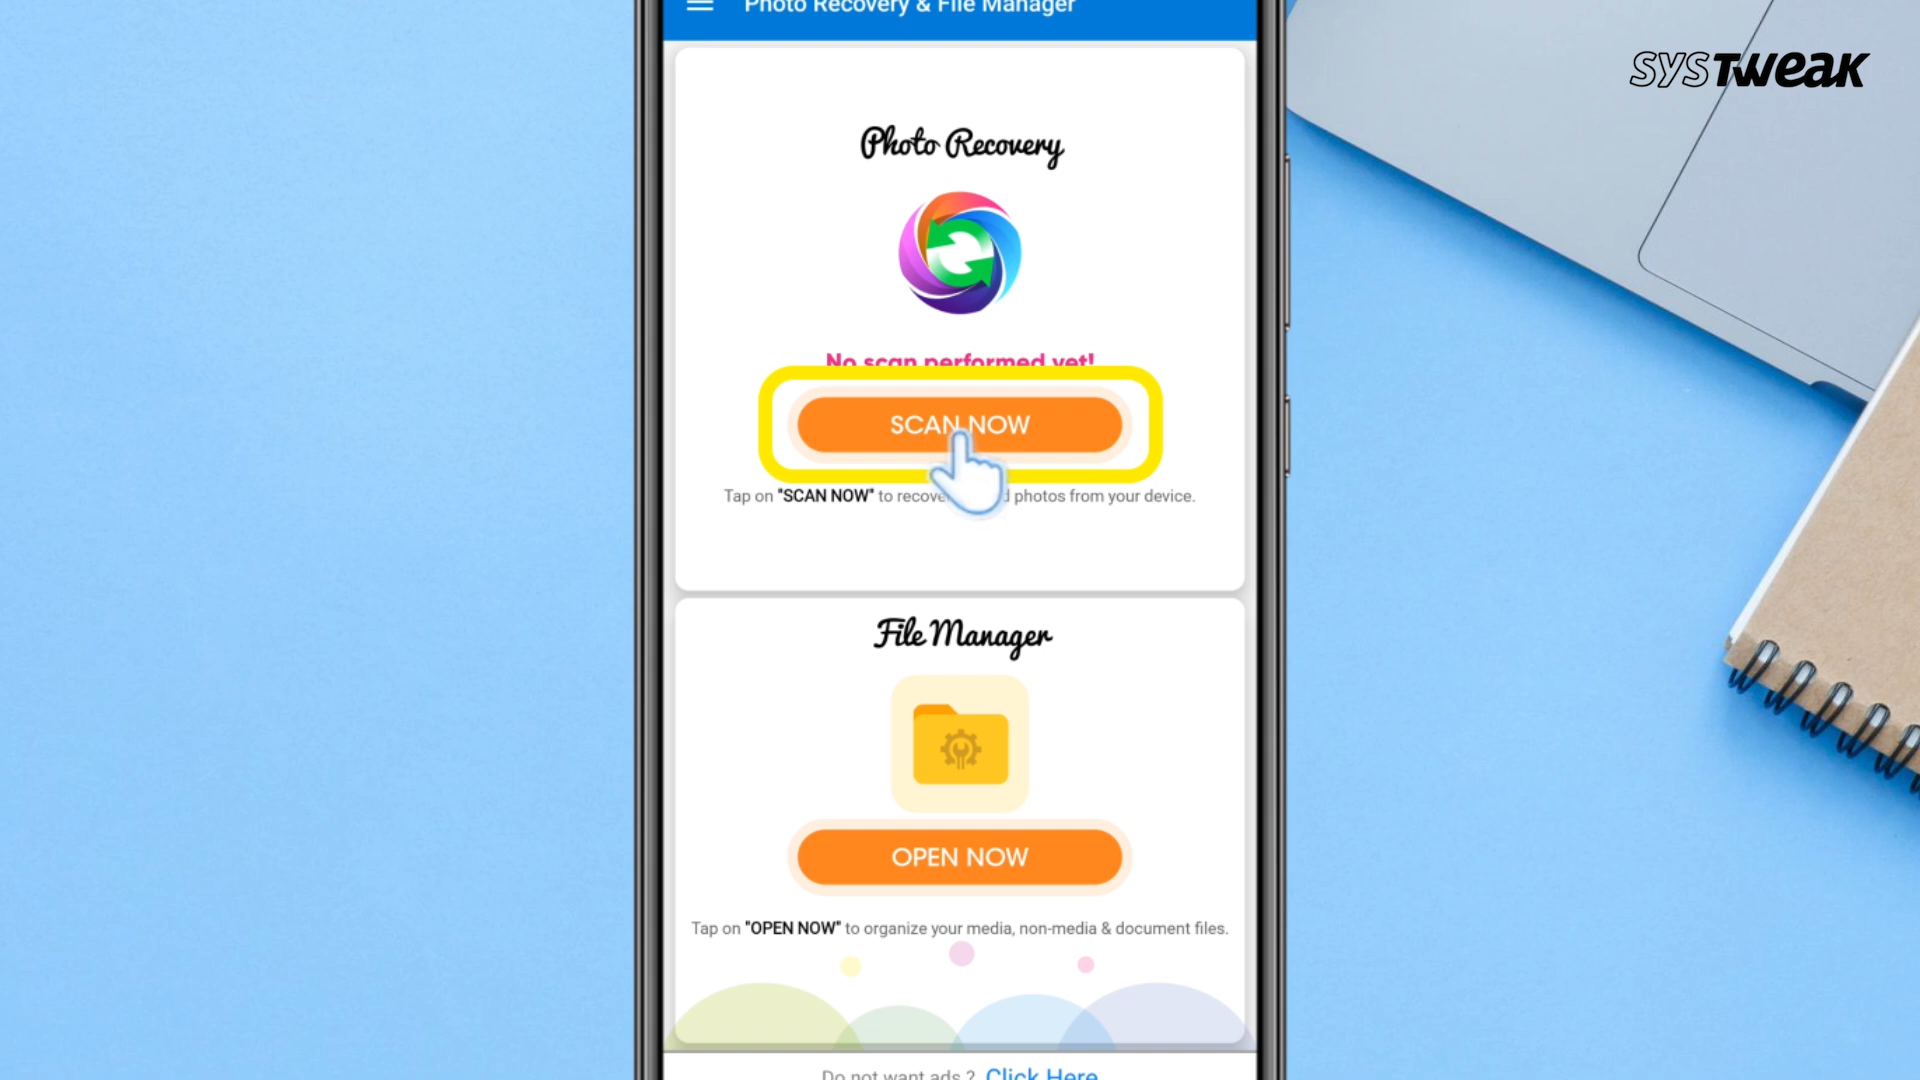 Photo Recovery & File Manager
SYSTWEAK
Photo Recovery
No scan performed yet!
SCAN NOW
Tap on "SCAN NOW" to photos from your device.
File Manager
OPEN NOW
Tap on "OPEN NOW" to organize your media, non-media & document files.
Do not want ads ? Click Here